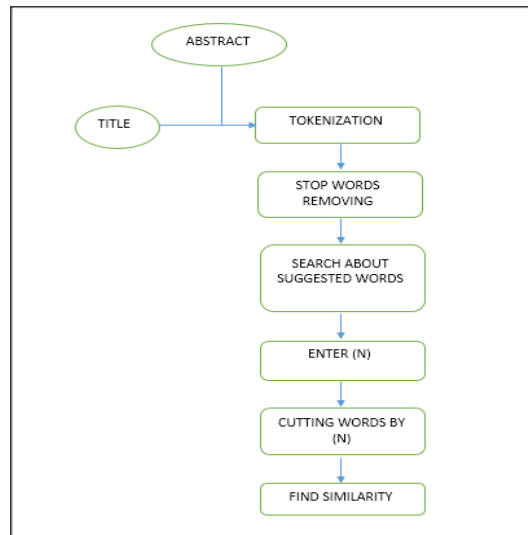 ABSTRACT
TITLE
TOKENIZATION
STOP WORDS
REMOVING
SEARCH ABOUT
SUGGESTED WORDS
ENTER (N)
CUTTING WORDS BY
(N)
FIND SIMILARITY